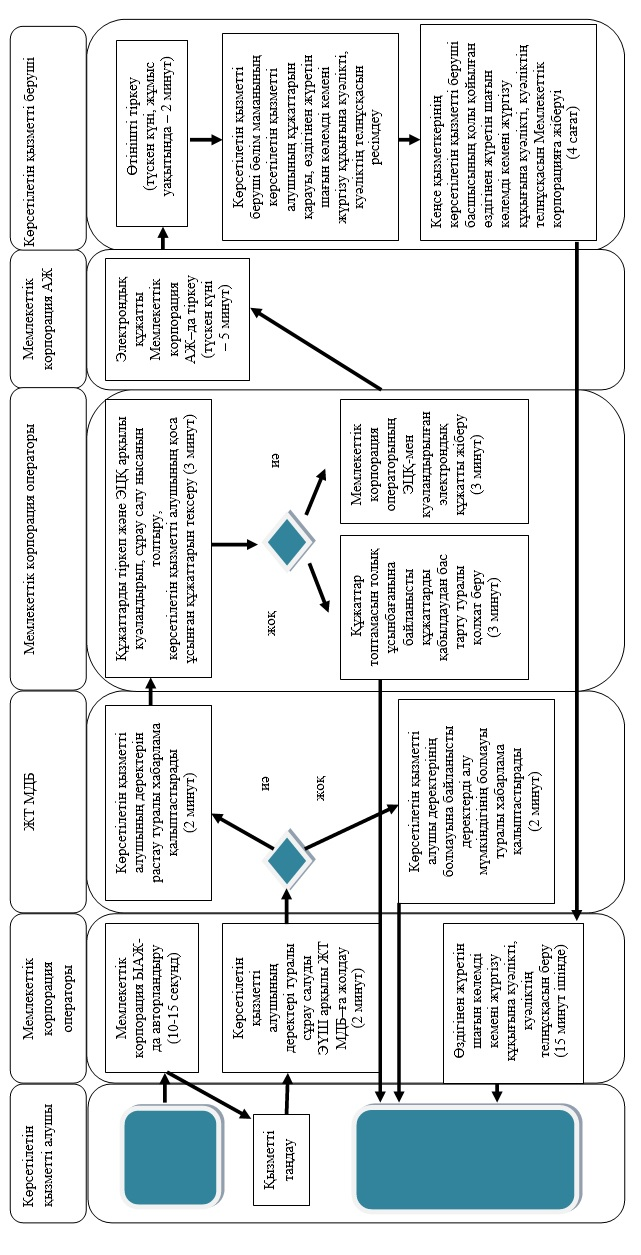 Көрсетілетін
қызметті алушы
Мемлекеттік
корпорация
операторы
ЖТ МДБ
Мемлекеттік корпорация операторы
Мемлекеттік
корпорация АЖ
Көрсетілетін қызметті беруші
Мемлекеттік
корпорация ЫАЖ-
да авторландыру
(10-15 секунд)
Қызметті
таңдау
Көрсетілетін
қызметті
алушының
деректері туралы
сұрау салуды
ЭҮШ арқылы ЖТ
МДБ–ға жолдау
(2 минут)
Көрсетілетін қызметті
алушының деректерін
растау туралы хабарлама
қалыптастырады
(2 минут)
иә
жоқ
Көрсетілетін қызметті
алушы деректерінің
болмауына байланысты
деректерді алу
мүмкіндігінің болмауы
туралы хабарлама
қалыптастырады
(2 минут)
Құжаттарды тіркеп және ЭЦҚ арқылы
куәландырып, сұрау салу нысанын
толтыру,
көрсетілетін қызметті алушының қоса
ұсынған құжаттарын тексеру (3 минут)
иә
жоқ
Құжаттар
топтамасын толық
ұсынбағанына
байланысты
құжаттарды
қабылдаудан бас
тарту туралы
қолхат беру
(3 минут)
Мемлекеттік
корпорация
операторының
ЭЦҚ-мен
куәландырылған
электрондық
құжатты жіберу
(3 минут)
Электрондық
құжатты
Мемлекеттік
корпорация
АЖ–да тіркеу
(түскен күні
– 5 минут)
Өтінішті тіркеу
(түскен күні, жұмыс
уақытында – 2 минут)
Көрсетілетін қызметті
беруші бөлім маманының
көрсетілетін қызметті
алушының құжаттарын
қарауы, өздігінен жүретін
шағын көлемді кемені
жүргізу құқығына куәлікті,
куәліктің телнұсқасын
ресімдеу
Кеңсе қызметкерінің
көрсетілетін қызметті беруші
басшысының қолы қойылған
өздігінен жүретін шағын
көлемді кемені жүргізу
құқығына куәлікті, куәліктің
телнұсқасын Мемлекеттік
корпорацияға жіберуі
(4 сағат)
Өздігінен жүретін
шағын көлемді
кемені жүргізу
құқығына куәлікті,
куәліктің
телнұсқасын беру
(15 минут ішінде)